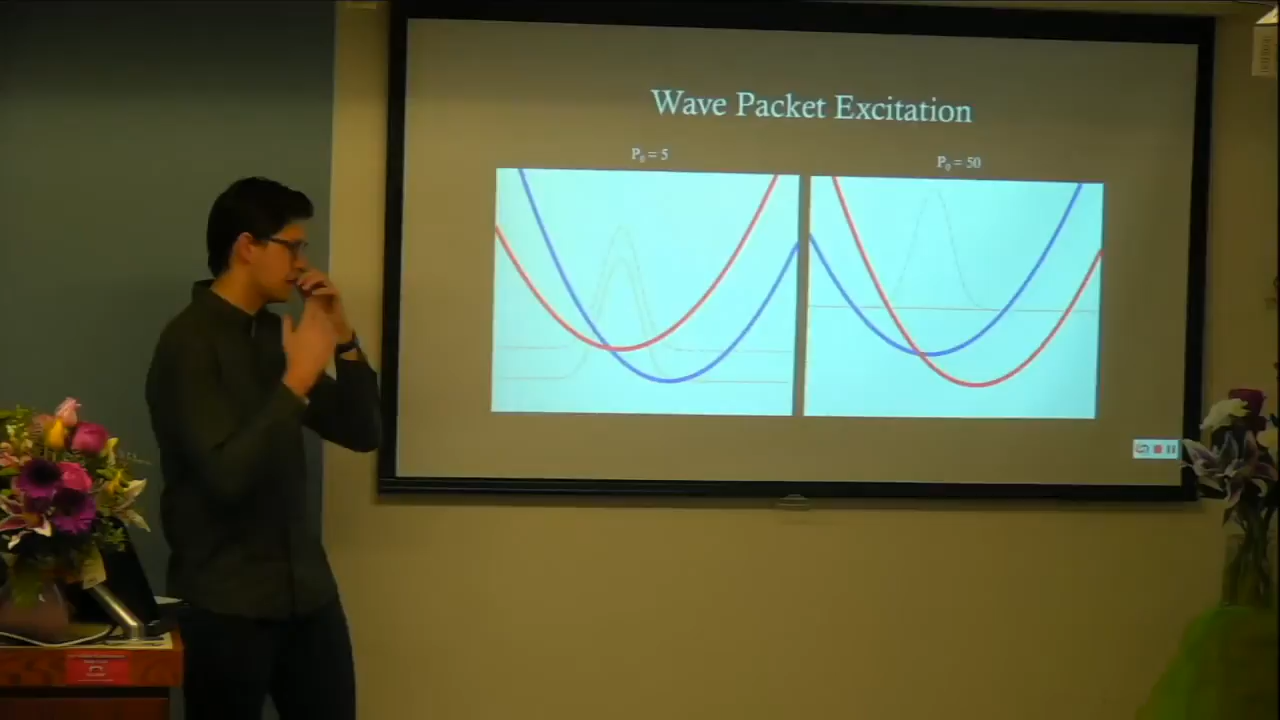 Wave Packet Excitation
P₀ = 5
P₀ = 50